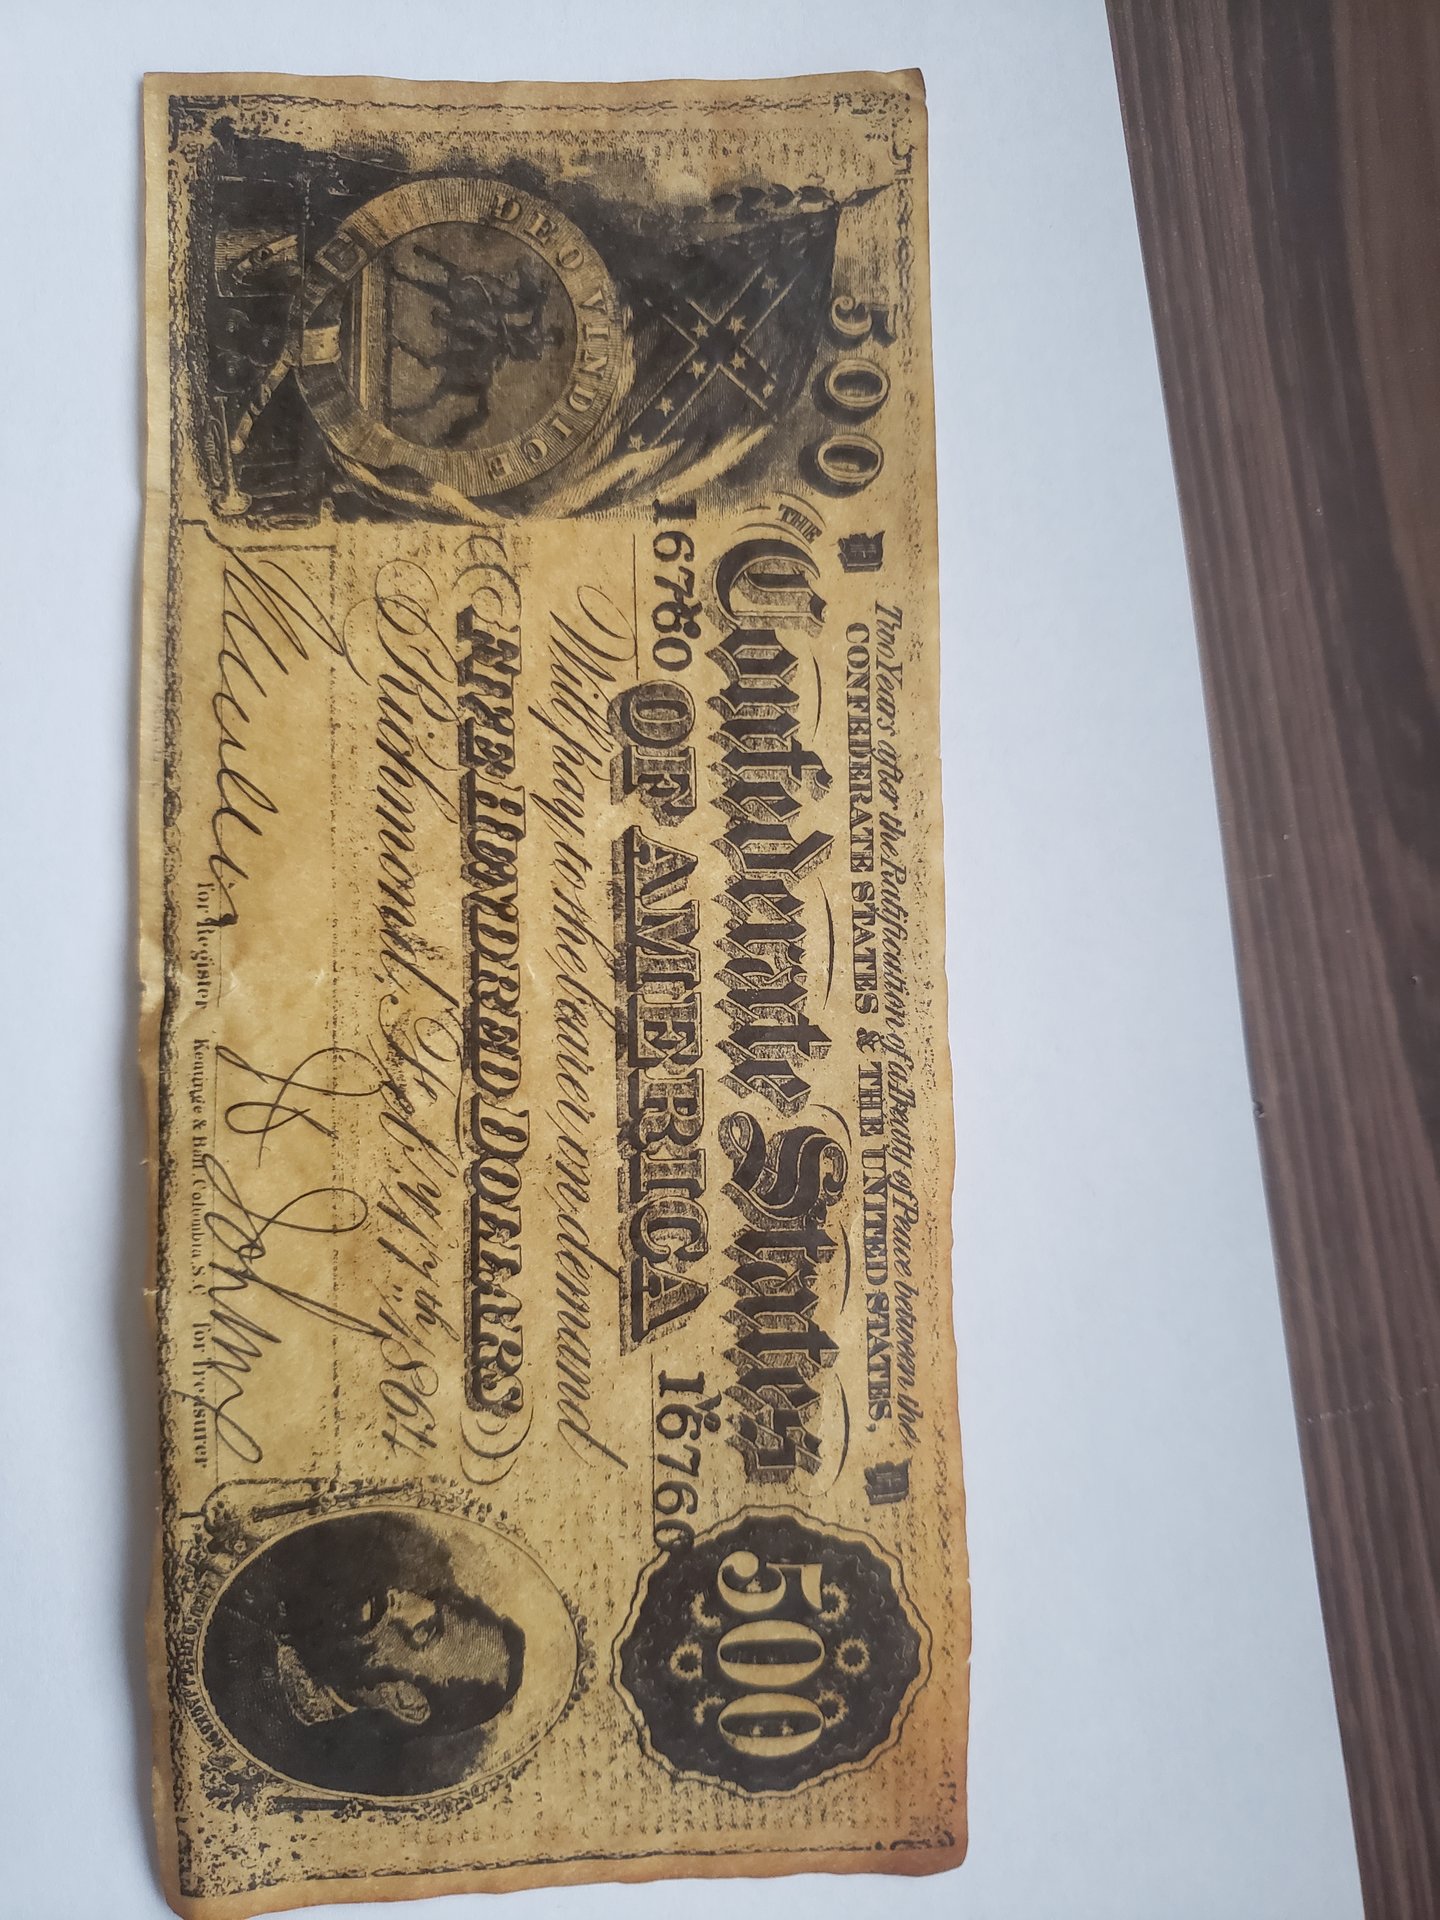 500
Two Years after the Ratification of a Treaty of Peace between the
CONFEDERATE STATES & THE UNITED STATES,
THE
Confederate States
16760 OF AMERICA 16760
Will pay to the bearer, on demand
FIVE HUNDRED DOLLARS
Richmond, Feb'y 17th 1864
for Register
Keatinge & Ball, Columbia, S.C.
for Treasurer
DEO VINDICE
500